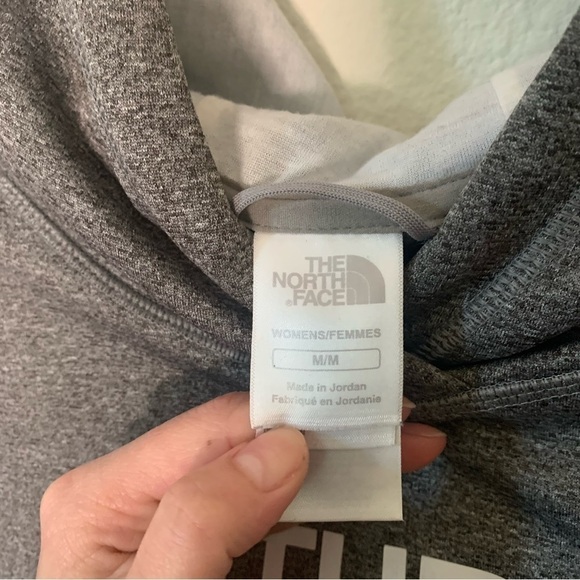 THE
NORTH
FACE
WOMENS/FEMMES
M/M
Made in Jordan
Fabriqué en Jordanie